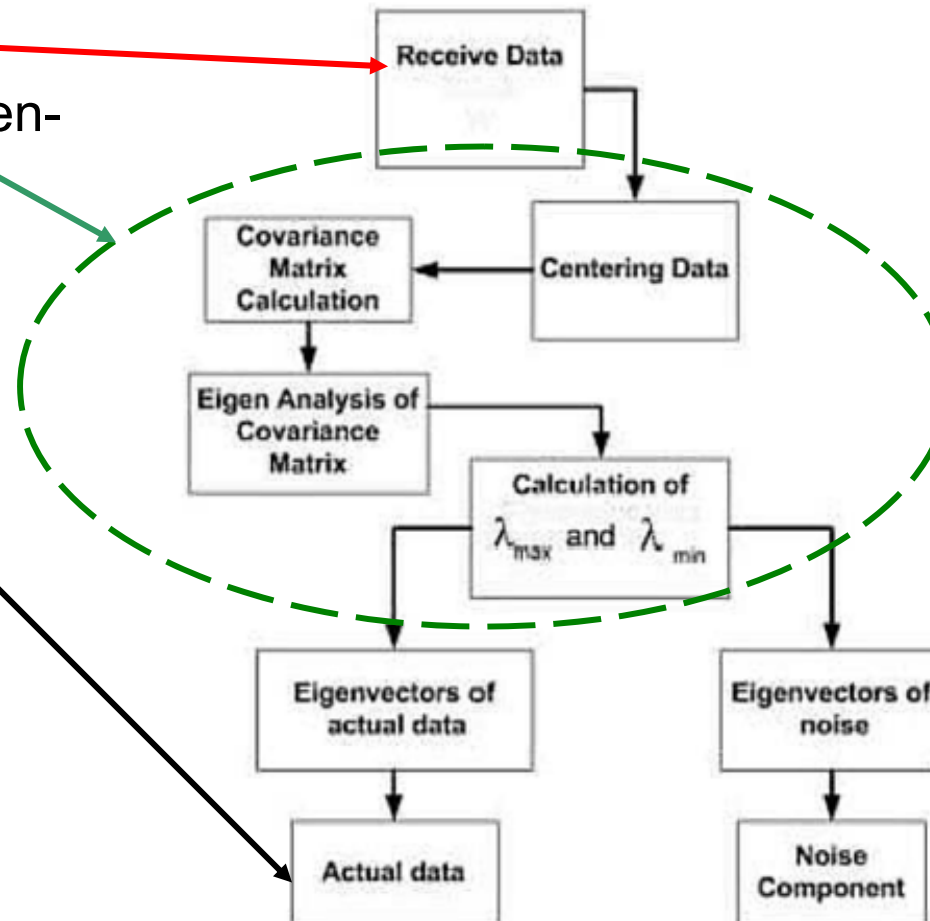 Receive Data
en-
Covariance
Matrix
Calculation
Centering Data
Eigen Analysis of
Covariance
Matrix
Calculation of
λmax and λ min
Eigenvectors of
actual data
Eigenvectors of
noise
Actual data
Noise
Component